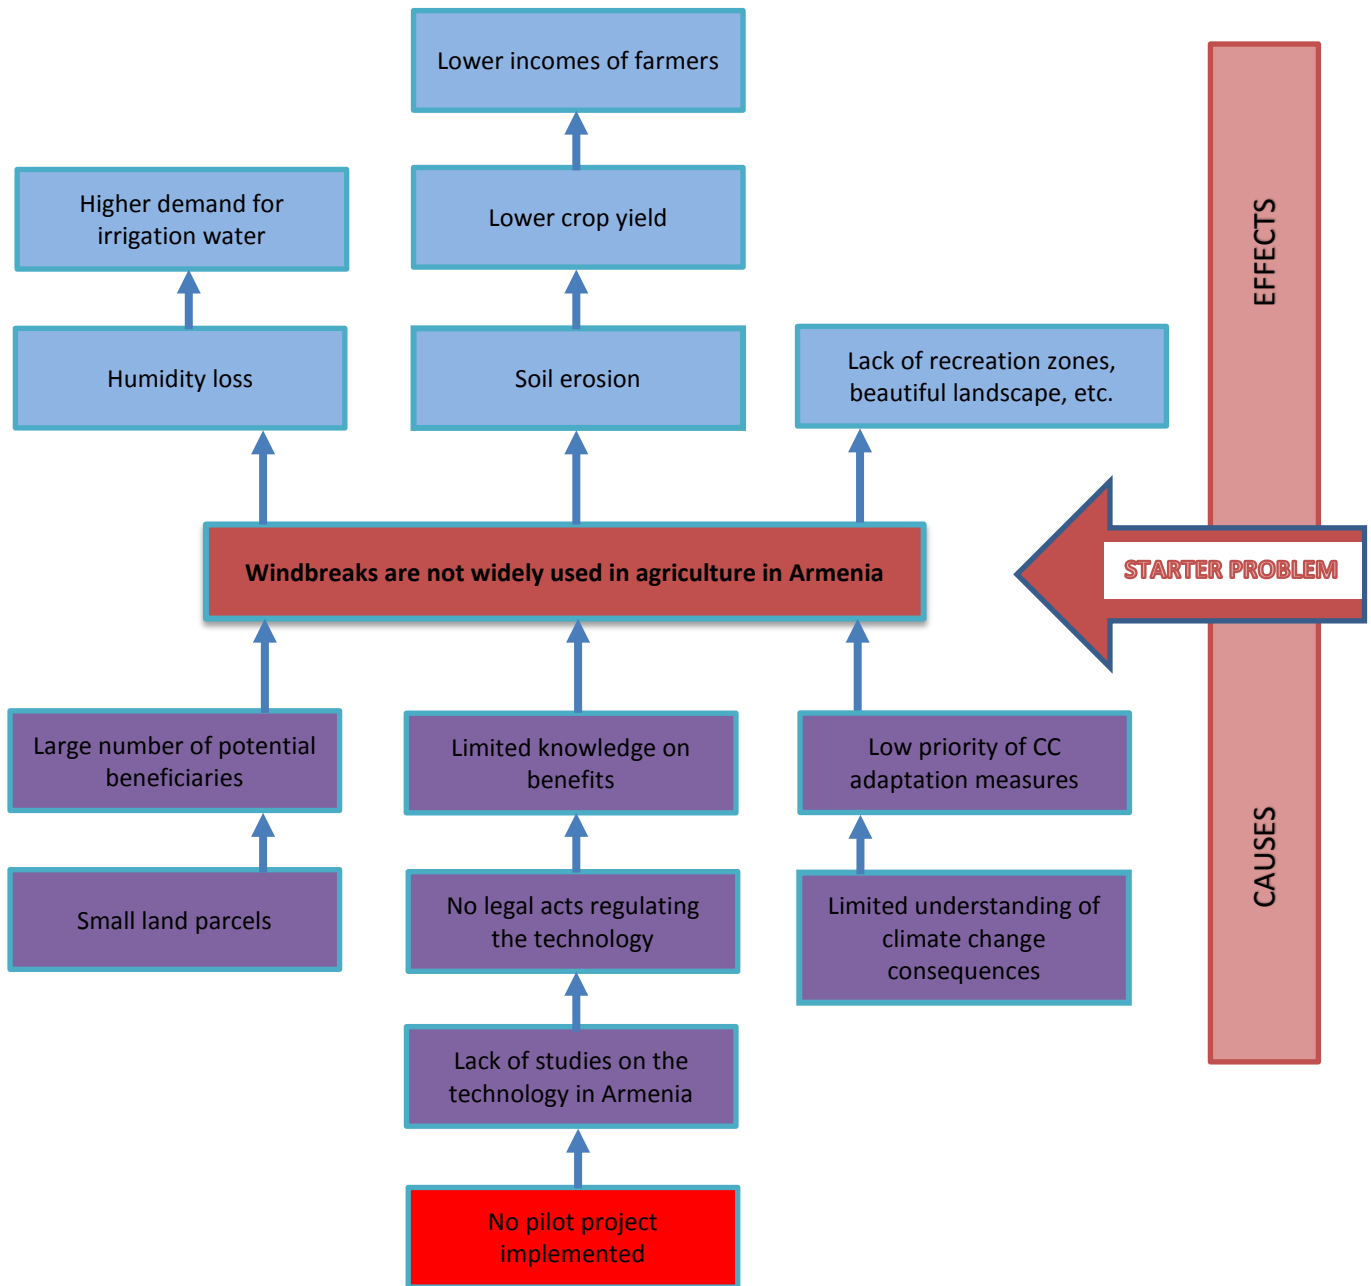 Lower incomes of farmers
Higher demand for
irrigation water
Lower crop yield
EFFECTS
Humidity loss
Soil erosion
Lack of recreation zones,
beautiful landscape, etc.
Windbreaks are not widely used in agriculture in Armenia
STARTER PROBLEM
Large number of potential
beneficiaries
Limited knowledge on
benefits
Low priority of CC
adaptation measures
CAUSES
Small land parcels
No legal acts regulating
the technology
Limited understanding of
climate change
consequences
Lack of studies on the
technology in Armenia
No pilot project
implemented